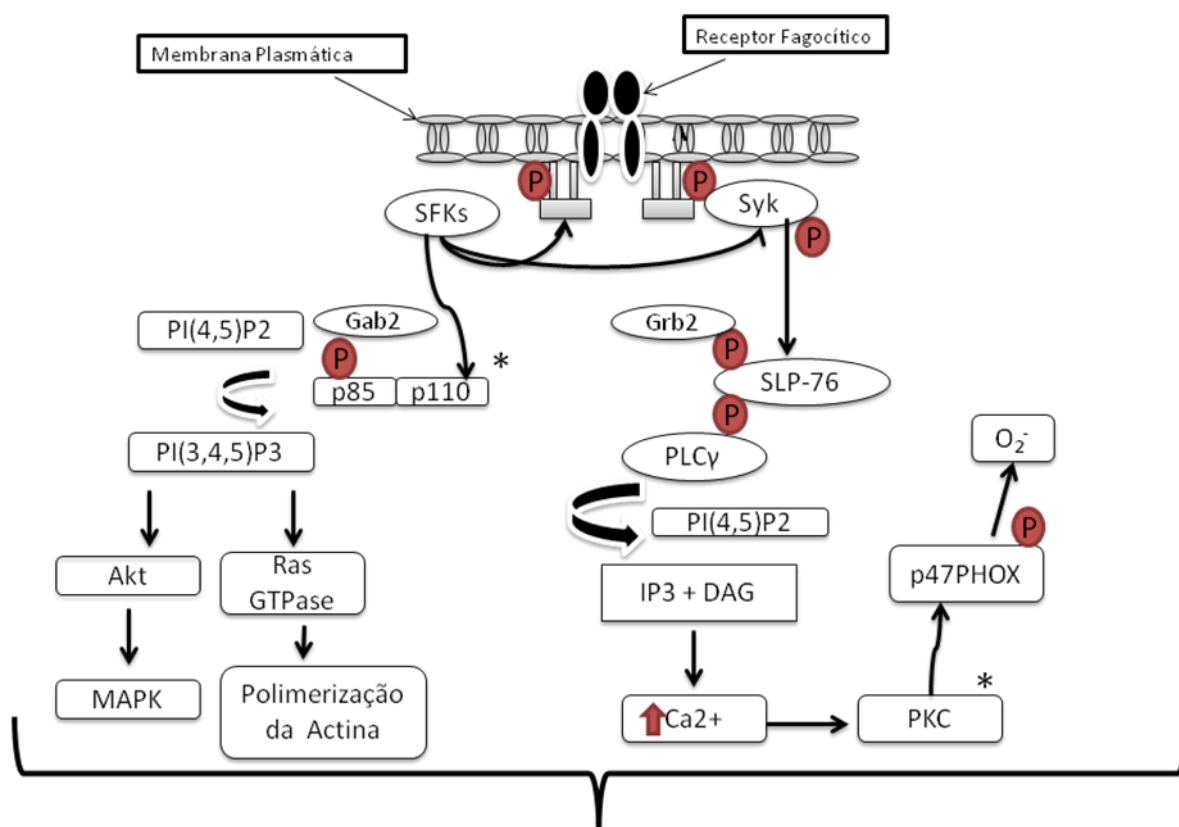 Membrana Plasmática
Receptor Fagocítico
P
P
SFKs
Syk
P
PI(4,5)P2
Gab2
Grb2
P
*
P
p85
p110
SLP-76
P
PI(3,4,5)P3
PLCγ
O₂⁻
PI(4,5)P2
P
Akt
Ras
GTPase
IP3 + DAG
p47PHOX
MAPK
Polimerização
da Actina
Ca2+
PKC
*